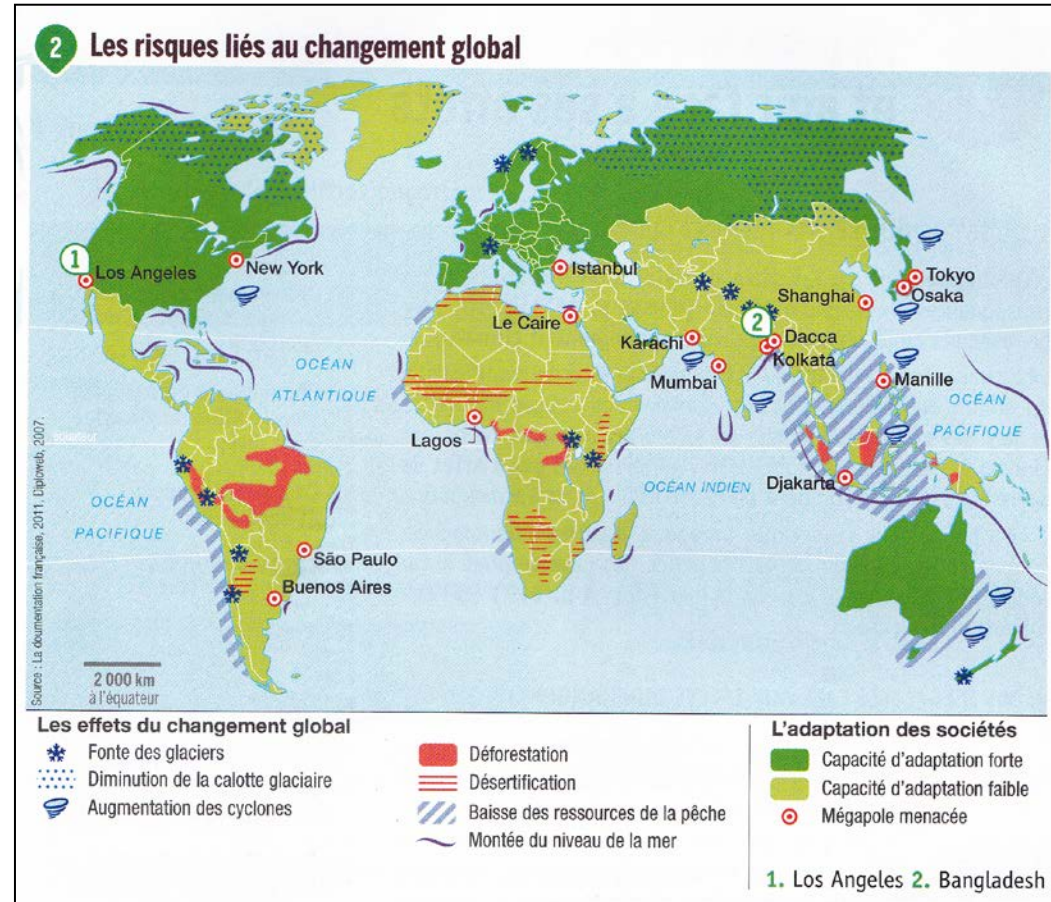 2 Les risques liés au changement global
1
Los Angeles
New York
Istanbul
Le Caire
Karachi
Mumbai
2
Dacca
Kolkata
Shanghai
Tokyo
Osaka
Manille
OCÉAN
ATLANTIQUE
OCÉAN
PACIFIQUE
Lagos
équateur
OCÉAN INDIEN
Djakarta
OCÉAN
PACIFIQUE
São Paulo
Buenos Aires
Source : La doumentation française, 2011. Diploweb, 2007.
2 000 km
à l'équateur
Les effets du changement global
Fonte des glaciers
Diminution de la calotte glaciaire
Augmentation des cyclones
Déforestation
Désertification
Baisse des ressources de la pêche
Montée du niveau de la mer
L'adaptation des sociétés
Capacité d'adaptation forte
Capacité d'adaptation faible
Mégapole menacée
1. Los Angeles 2. Bangladesh